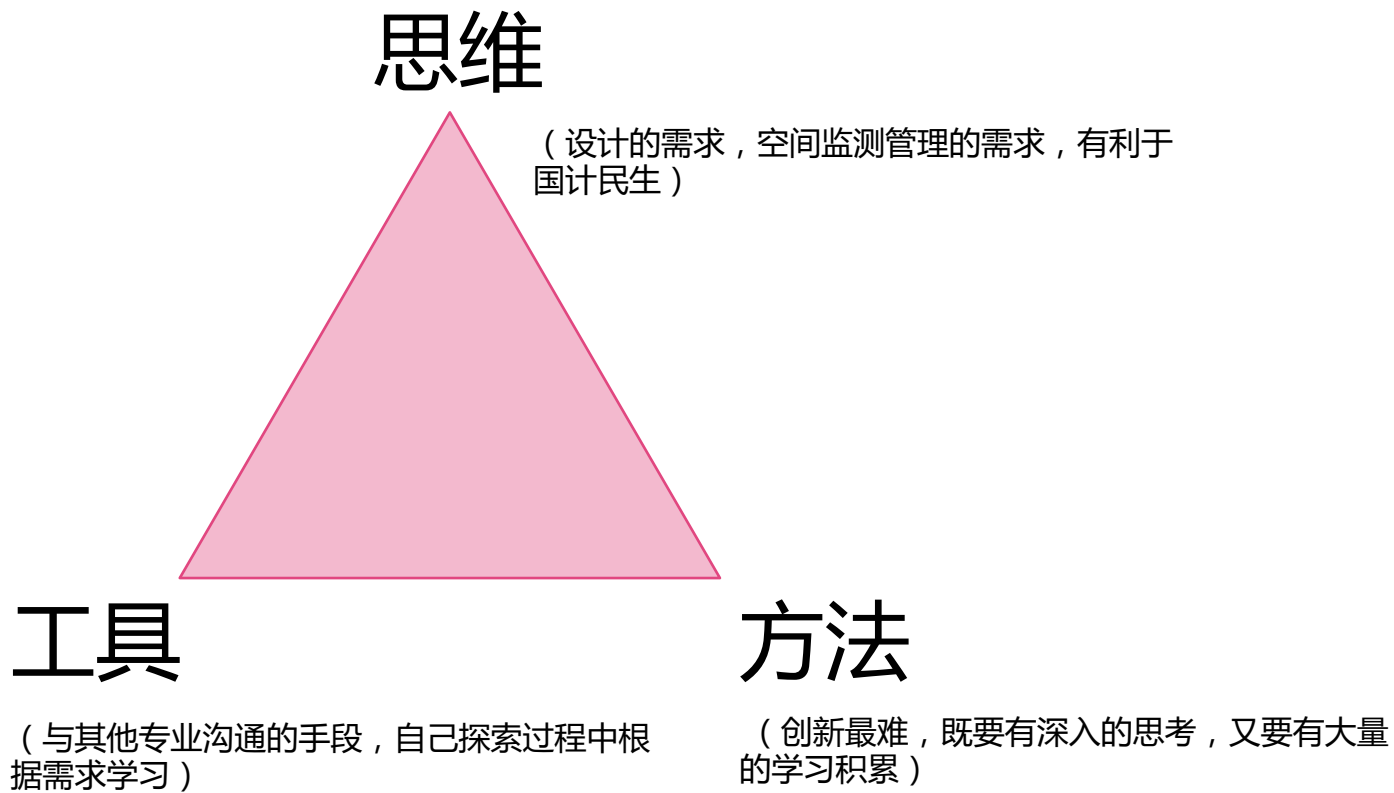 思维
（设计的需求，空间监测管理的需求，有利于
国计民生）
工具
方法
（与其他专业沟通的手段，自己探索过程中根
据需求学习）
（创新最难，既要有深入的思考，又要有大量
的学习积累）